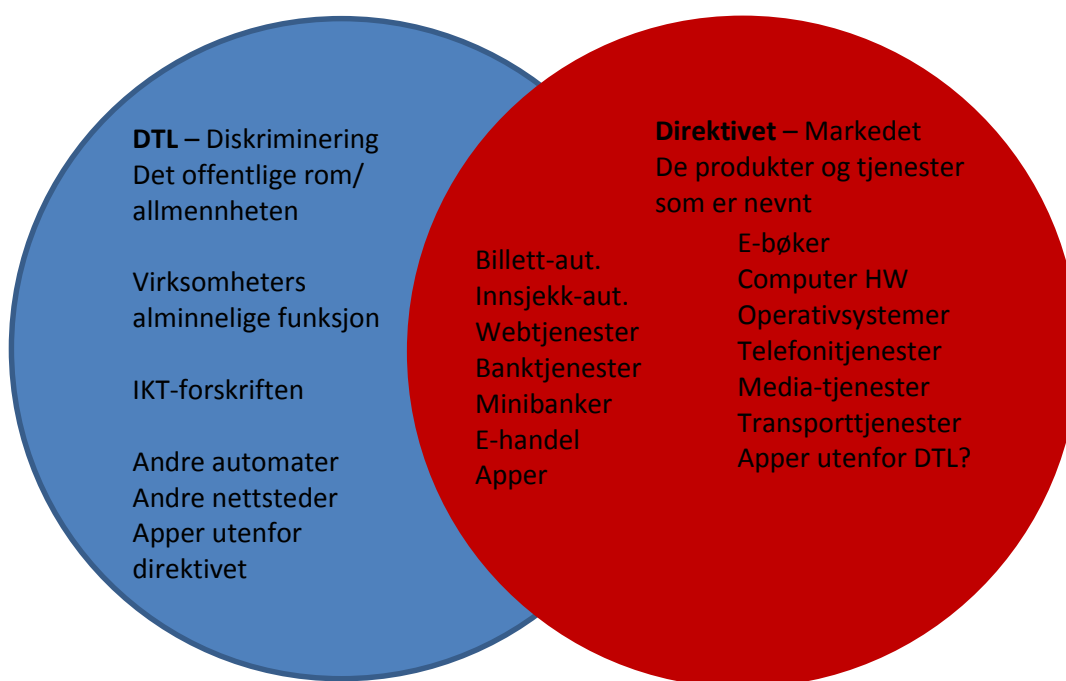 DTL – Diskriminering
Det offentlige rom/
allmennheten
Virksomheters
alminnelige funksjon
IKT-forskriften
Andre automater
Andre nettsteder
Apper utenfor
direktivet
Billett-aut.
Innsjekk-aut.
Webtjenester
Banktjenester
Minibanker
E-handel
Apper
Direktivet – Markedet
De produkter og tjenester
som er nevnt
E-bøker
Computer HW
Operativsystemer
Telefonitjenester
Media-tjenester
Transporttjenester
Apper utenfor DTL?